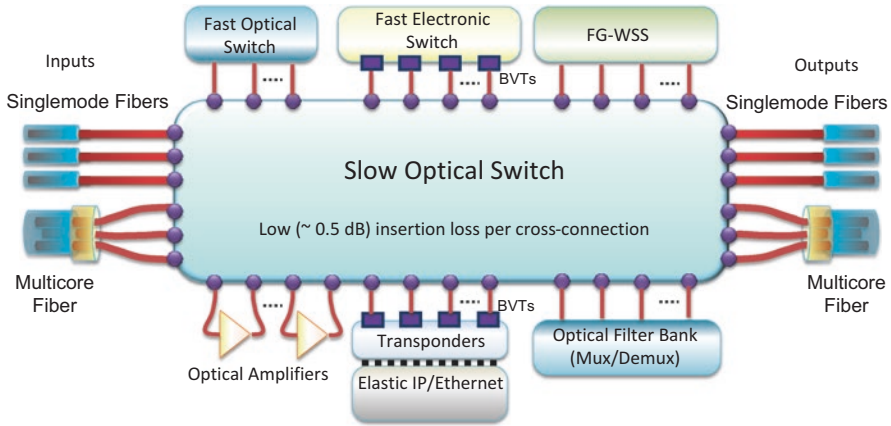 Fast Optical
Switch
Fast Electronic
Switch
FG-WSS
Inputs
Outputs
BVTs
Singlemode Fibers
Singlemode Fibers
Slow Optical Switch
Low (~ 0.5 dB) insertion loss per cross-connection
Multicore
Fiber
Multicore
Fiber
BVTs
Transponders
Optical Filter Bank
(Mux/Demux)
Optical Amplifiers
Elastic IP/Ethernet